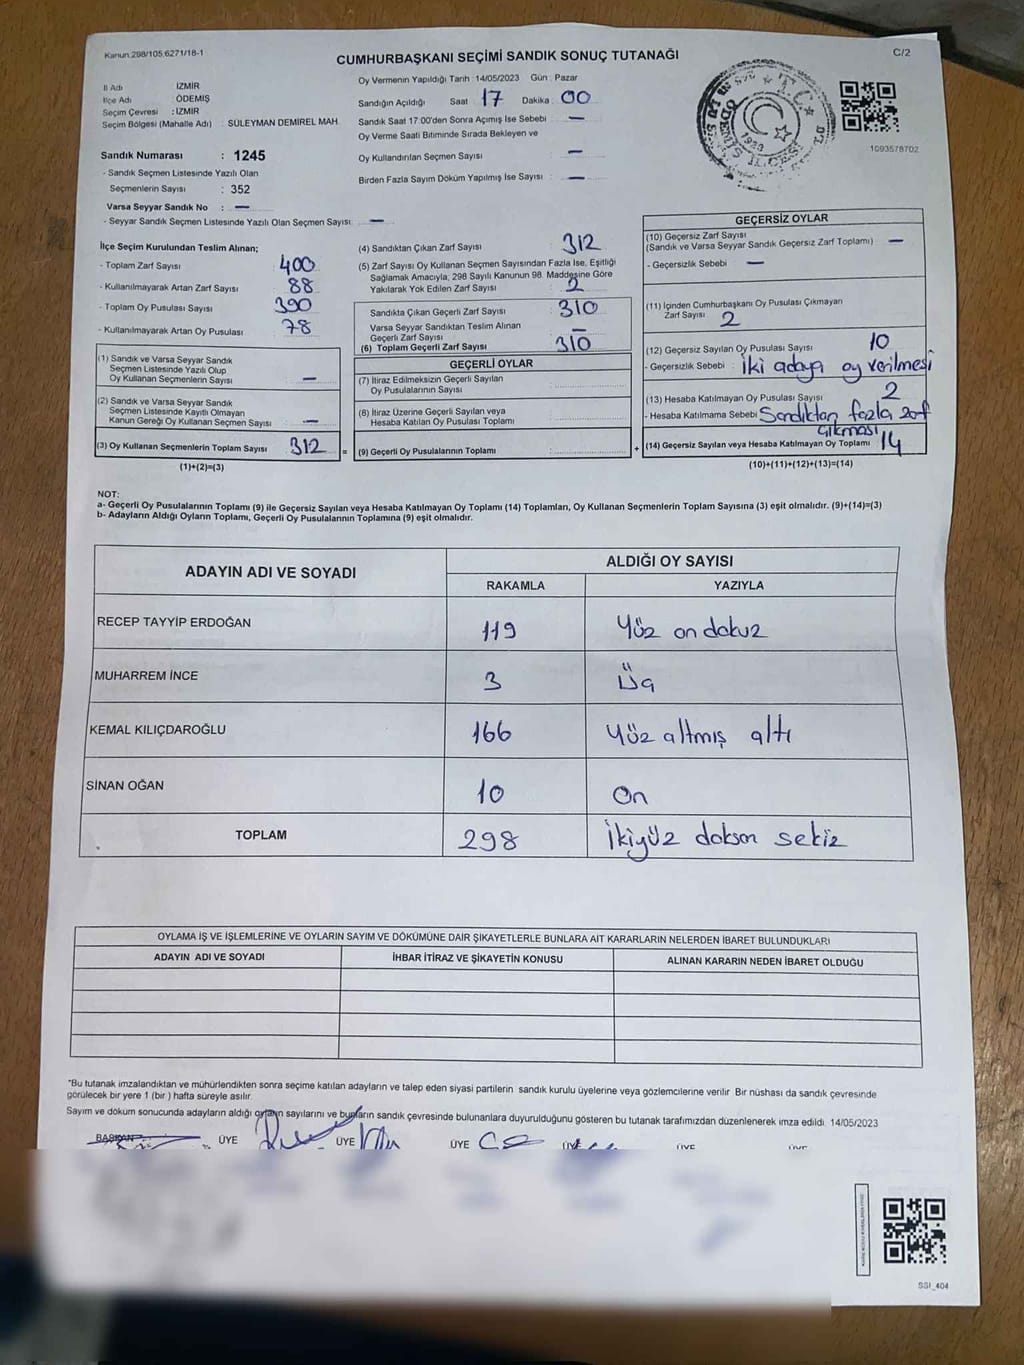 Kanun.298/105,6271/18-1
CUMHURBAŞKANI SEÇİMİ SANDIK SONUÇ TUTANAĞI
C/2
İl Adı : İZMİR
İlçe Adı : ÖDEMİŞ
Seçim Çevresi : İZMİR
Seçim Bölgesi (Mahalle Adı) : SÜLEYMAN DEMİREL MAH.
Sandık Numarası : 1245
- Sandık Seçmen Listesinde Yazılı Olan
Seçmenlerin Sayısı : 352
Varsa Seyyar Sandık No : —
- Seyyar Sandık Seçmen Listesinde Yazılı Olan Seçmen Sayısı: —
Oy Vermenin Yapıldığı Tarih : 14/05/2023 Gün : Pazar
Sandığın Açıldığı Saat : 17 Dakika : 00
Sandık Saat 17.00'den Sonra Açımış İse Sebebi : —
Oy Verme Saati Bitiminde Sırada Bekleyen ve
Oy Kullandırılan Seçmen Sayısı : —
Birden Fazla Sayım Döküm Yapılmış İse Sayısı : —
1093578702
İlçe Seçim Kurulundan Teslim Alınan;
- Toplam Zarf Sayısı : 400
- Kullanılmayarak Artan Zarf Sayısı : 88
- Toplam Oy Pusulası Sayısı : 390
- Kullanılmayarak Artan Oy Pusulası : 78
(1) Sandık ve Varsa Seyyar Sandık
Seçmen Listesinde Yazılı Olup
Oy Kullanan Seçmenlerin Sayısı : —
(2) Sandık ve Varsa Seyyar Sandık
Seçmen Listesinde Kayıtlı Olmayan
Kanun Gereği Oy Kullanan Seçmen Sayısı : —
(3) Oy Kullanan Seçmenlerin Toplam Sayısı : 312 =
(1)+(2)=(3)
(4) Sandıktan Çıkan Zarf Sayısı : 312
(5) Zarf Sayısı Oy Kullanan Seçmen Sayısından Fazla İse, Eşitliği
Sağlamak Amacıyla, 298 Sayılı Kanunun 98. Maddesine Göre
Yakılarak Yok Edilen Zarf Sayısı : 2
Sandıkta Çıkan Geçerli Zarf Sayısı : 310
Varsa Seyyar Sandıktan Teslim Alınan
Geçerli Zarf Sayısı : —
(6) Toplam Geçerli Zarf Sayısı : 310
GEÇERLİ OYLAR
(7) İtiraz Edilmeksizin Geçerli Sayılan
Oy Pusulalarının Sayısı :
(8) İtiraz Üzerine Geçerli Sayılan veya
Hesaba Katılan Oy Pusulası Toplamı :
(9) Geçerli Oy Pusulalarının Toplamı : +
GEÇERSİZ OYLAR
(10) Geçersiz Zarf Sayısı
(Sandık ve Varsa Seyyar Sandık Geçersiz Zarf Toplamı) : —
- Geçersizlik Sebebi : —
(11) İçinden Cumhurbaşkanı Oy Pusulası Çıkmayan
Zarf Sayısı : 2
(12) Geçersiz Sayılan Oy Pusulası Sayısı : 10
- Geçersizlik Sebebi : İki adaya oy verilmesi
(13) Hesaba Katılmayan Oy Pusulası Sayısı : 2
- Hesaba Katılmama Sebebi : Sandıktan fazla zarf
çıkması
(14) Geçersiz Sayılan veya Hesaba Katılmayan Oy Toplamı : 14
(10)+(11)+(12)+(13)=(14)
NOT:
a- Geçerli Oy Pusulalarının Toplamı (9) ile Geçersiz Sayılan veya Hesaba Katılmayan Oy Toplamı (14) Toplamları, Oy Kullanan Seçmenlerin Toplam Sayısına (3) eşit olmalıdır. (9)+(14)=(3)
b- Adayların Aldığı Oyların Toplamı, Geçerli Oy Pusulalarının Toplamına (9) eşit olmalıdır.
ADAYIN ADI VE SOYADI
ALDIĞI OY SAYISI
RAKAMLA YAZIYLA
RECEP TAYYİP ERDOĞAN 119 Yüz on dokuz
MUHARREM İNCE 3 Üç
KEMAL KILIÇDAROĞLU 166 Yüz altmış altı
SİNAN OĞAN 10 On
TOPLAM 298 İkiyüz doksan sekiz
OYLAMA İŞ VE İŞLEMLERİNE VE OYLARIN SAYIM VE DÖKÜMÜNE DAİR ŞİKAYETLERLE BUNLARA AİT KARARLARIN NELERDEN İBARET BULUNDUKLARI
ADAYIN ADI VE SOYADI İHBAR İTİRAZ VE ŞİKAYETİN KONUSU ALINAN KARARIN NEDEN İBARET OLDUĞU
*Bu tutanak imzalandıktan ve mühürlendikten sonra seçime katılan adayların ve talep eden siyasi partilerin sandık kurulu üyelerine veya gözlemcilerine verilir Bir nüshası da sandık çevresinde
görülecek bir yere 1 (bir) hafta süreyle asılır.
Sayım ve döküm sonucunda adayların aldığı oyların sayılarını ve bunların sandık çevresinde bulunanlara duyurulduğunu gösteren bu tutanak tarafımızdan düzenlenerek imza edildi. 14/05/2023
BAŞKAN ÜYE ÜYE ÜYE ÜYE ÜYE ÜYE
SSI_404